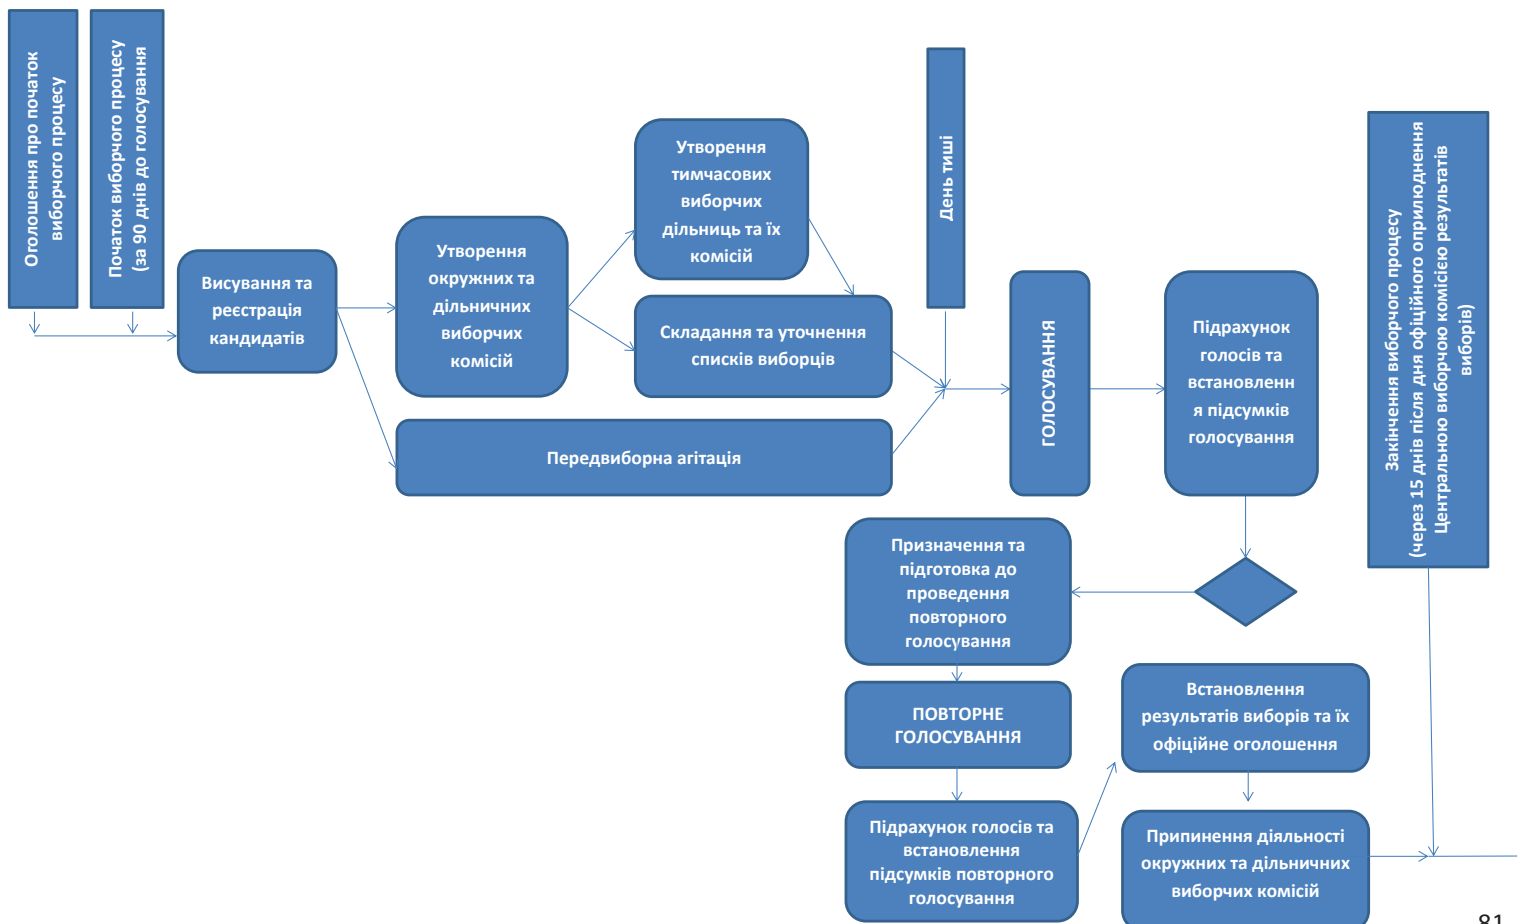 Оголошення про початок
виборчого процесу
Початок виборчого процесу
(за 90 днів до голосування
Висування та
реєстрація
кандидатів
Утворення
окружних та
дільничних
виборчих
комісій
Утворення
тимчасових
виборчих
дільниць та їх
комісій
Складання та уточнення
списків виборців
Передвиборна агітація
День тиші
ГОЛОСУВАННЯ
Підрахунок
голосів та
встановленн
я підсумків
голосування
Закінчення виборчого процесу
(через 15 днів після дня офіційного оприлюднення
Центральною виборчою комісією результатів
виборів)
Призначення та
підготовка до
проведення
повторного
голосування
ПОВТОРНЕ
ГОЛОСУВАННЯ
Підрахунок голосів та
встановлення
підсумків повторного
голосування
Встановлення
результатів виборів та їх
офіційне оголошення
Припинення діяльності
окружних та дільничних
виборчих комісій
81